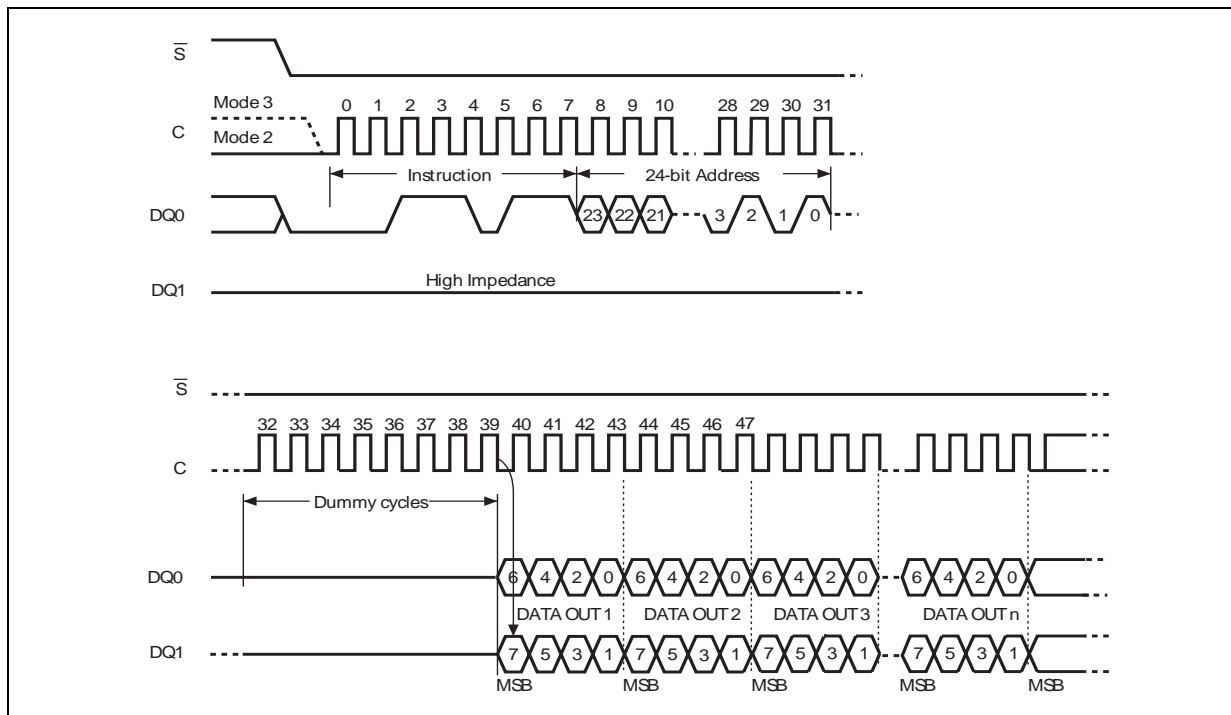 S
Mode 3
0 1 2 3 4 5 6 7 8 9 10 28 29 30 31
C
Mode 2
Instruction 24-bit Address
DQ0 23 22 21 3 2 1 0
High Impedance
DQ1
S
32 33 34 35 36 37 38 39 40 41 42 43 44 45 46 47
C
Dummy cycles
DQ0 6 4 2 0 6 4 2 0 6 4 2 0 6 4 2 0
DATA OUT 1 DATA OUT 2 DATA OUT 3 DATA OUT n
DQ1 7 5 3 1 7 5 3 1 7 5 3 1 7 5 3 1
MSB MSB MSB MSB MSB